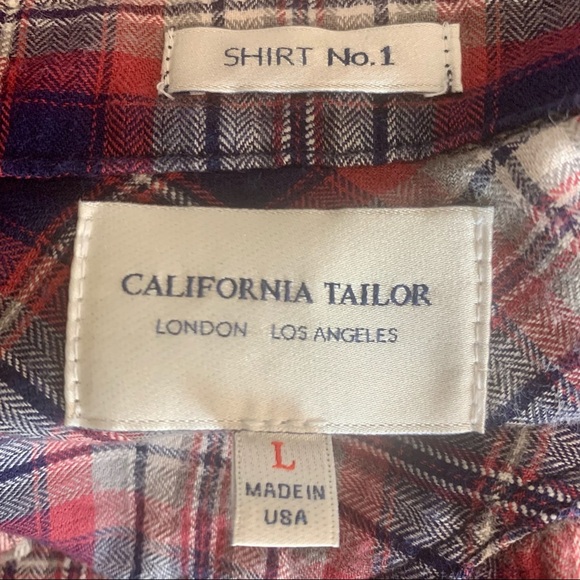 SHIRT No.1
CALIFORNIA TAILOR
LONDON LOS ANGELES
L
MADE IN
USA